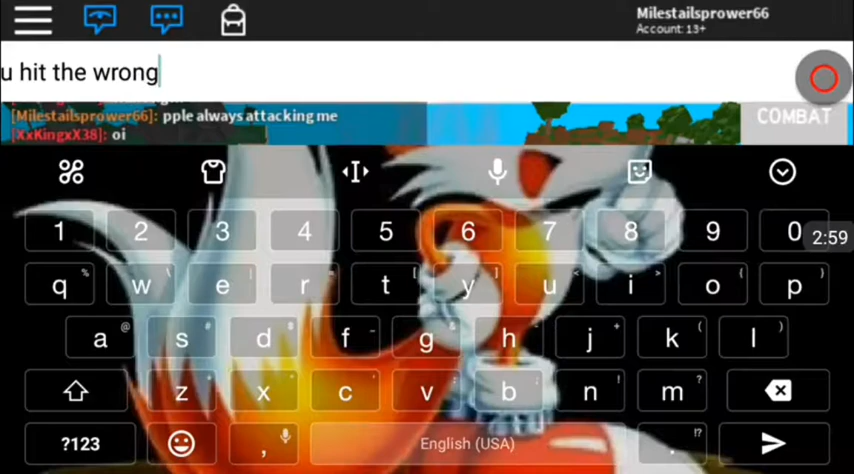 Milestailsprower66
Account: 13+
u hit the wrong
[Milestailsprower66]: pple always attacking me
[XxKingxX38]: oi
COMBAT
1 2 3 4 5 6 7 8 9 0
2:59
q w e r t y u i o p
a s d f g h j k l
z x c v b n m
?123 , English (USA) .